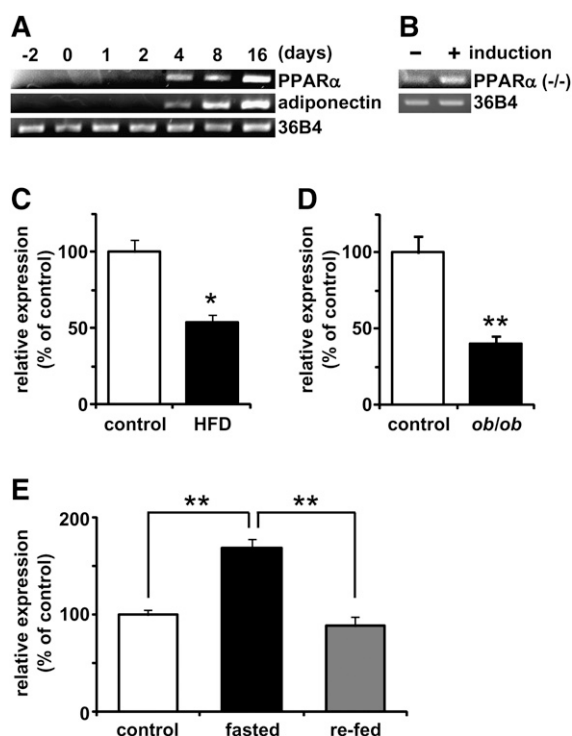 A
-2 0 1 2 4 8 16 (days)
PPARα
adiponectin
36B4
B
– + induction
PPARα (-/-)
36B4
C
relative expression
(% of control)
100
50
0
*
control HFD
D
relative expression
(% of control)
100
50
0
**
control ob/ob
E
relative expression
(% of control)
200
100
0
** **
control fasted re-fed